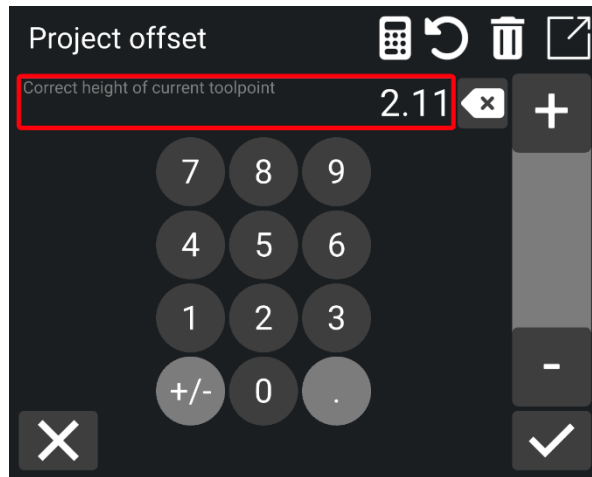 Project offset
Correct height of current toolpoint
2.11
+
7 8 9
4 5 6
1 2 3
+/- 0 .
-